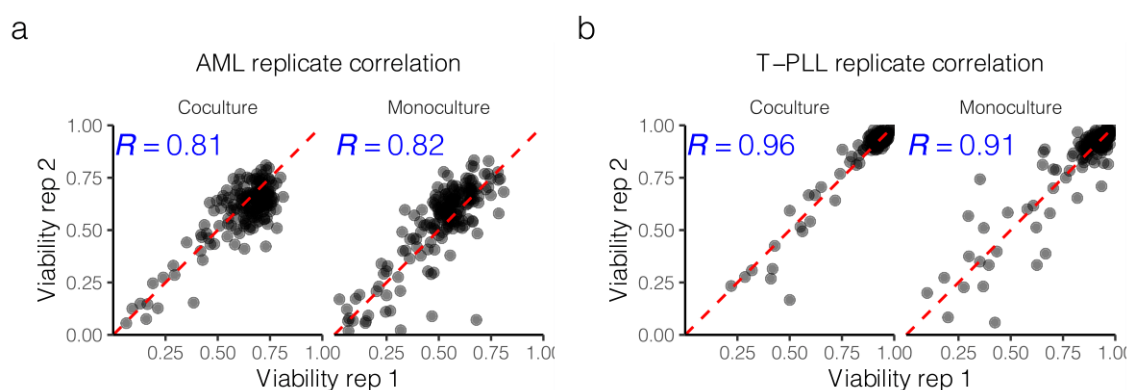 a
AML replicate correlation
Coculture
Monoculture
R = 0.81
R = 0.82
Viability rep 2
1.00
0.75
0.50
0.25
0.00
0.25
0.50
0.75
1.00
0.25
0.50
0.75
1.00
Viability rep 1
b
T−PLL replicate correlation
Coculture
Monoculture
R = 0.96
R = 0.91
Viability rep 2
1.00
0.75
0.50
0.25
0.00
0.25
0.50
0.75
1.00
0.25
0.50
0.75
1.00
Viability rep 1